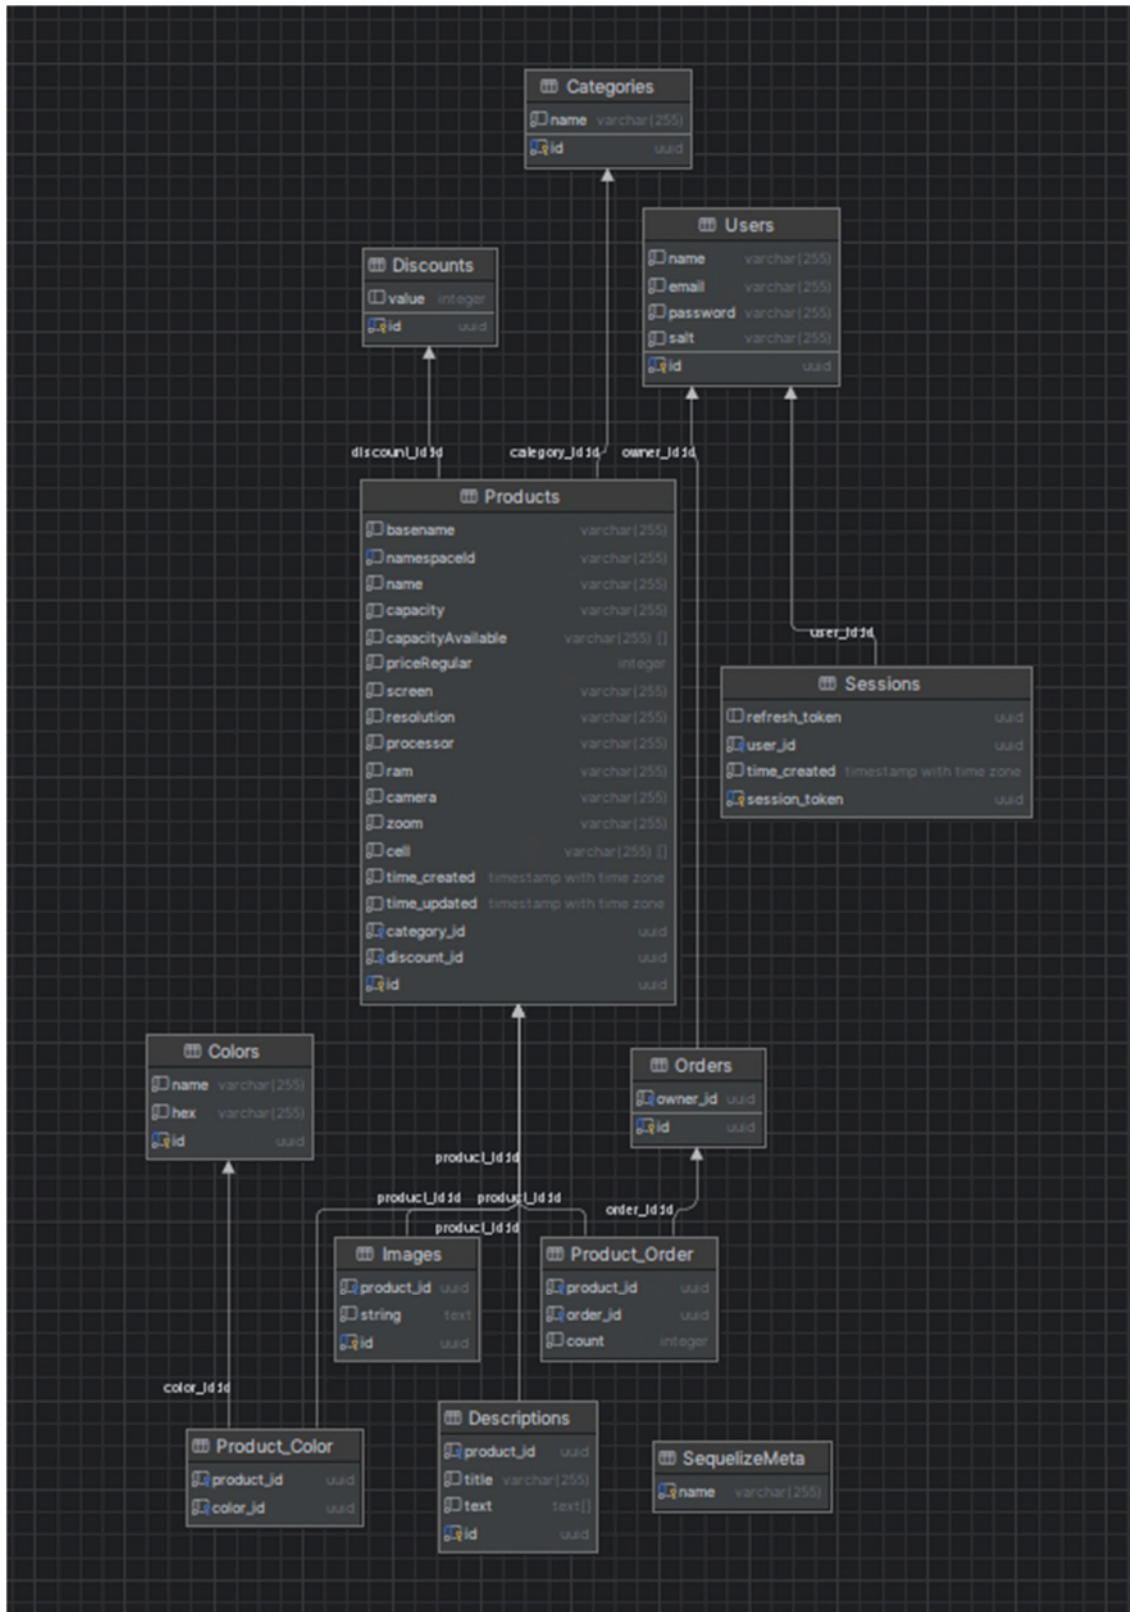 Categories
name varchar(255)
id uuid
Users
name varchar(255)
email varchar(255)
password varchar(255)
salt varchar(255)
id uuid
Discounts
value integer
id uuid
discount_id:id
category_id:id
owner_id:id
Products
basename varchar(255)
namespaceId varchar(255)
name varchar(255)
capacity varchar(255)
capacityAvailable varchar(255) []
priceRegular integer
screen varchar(255)
resolution varchar(255)
processor varchar(255)
ram varchar(255)
camera varchar(255)
zoom varchar(255)
cell varchar(255) []
time_created timestamp with time zone
time_updated timestamp with time zone
category_id uuid
discount_id uuid
id uuid
user_id:id
Sessions
refresh_token uuid
user_id uuid
time_created timestamp with time zone
session_token uuid
Colors
name varchar(255)
hex varchar(255)
id uuid
Orders
owner_id uuid
id uuid
product_id:id
product_id:id product_id:id
order_id:id
product_id:id
Images
product_id uuid
string text
id uuid
Product_Order
product_id uuid
order_id uuid
count integer
color_id:id
Product_Color
product_id uuid
color_id uuid
Descriptions
product_id uuid
title varchar(255)
text text[]
id uuid
SequelizeMeta
name varchar(255)